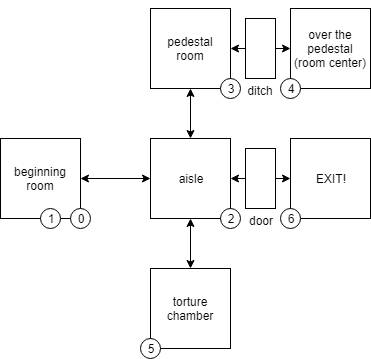 pedestal
room
over the
pedestal
(room center)
3
ditch
4
beginning
room
aisle
EXIT!
1
0
2
door
6
torture
chamber
5